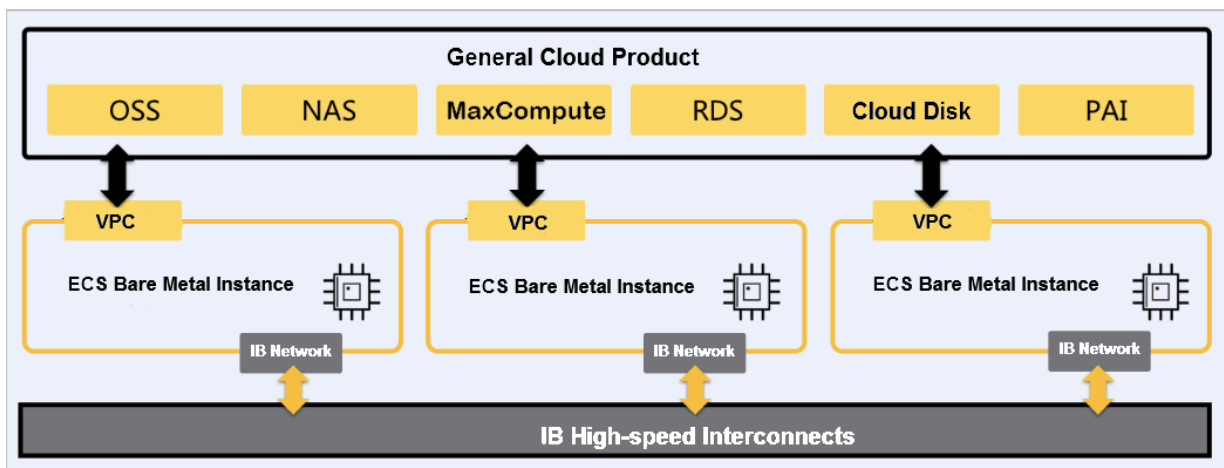 General Cloud Product
OSS
NAS
MaxCompute
RDS
Cloud Disk
PAI
VPC
VPC
VPC
ECS Bare Metal Instance
ECS Bare Metal Instance
ECS Bare Metal Instance
IB Network
IB Network
IB Network
IB High-speed Interconnects